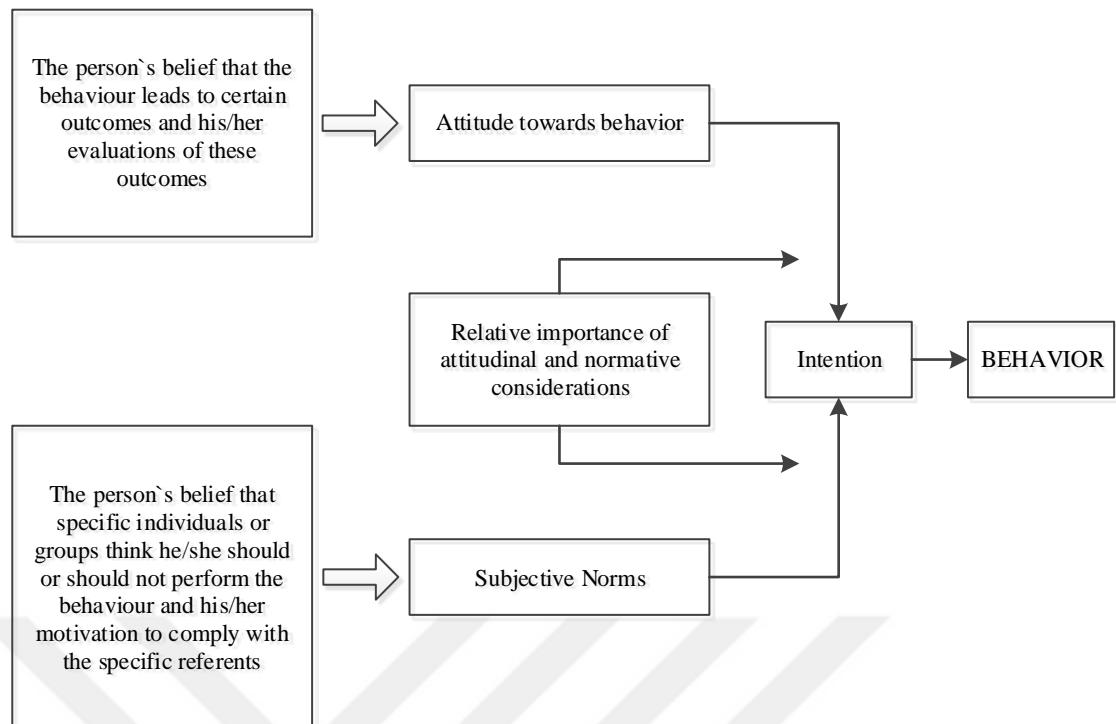 The person`s belief that the
behaviour leads to certain
outcomes and his/her
evaluations of these
outcomes
Attitude towards behavior
Relative importance of
attitudinal and normative
considerations
Intention
BEHAVIOR
The person`s belief that
specific individuals or
groups think he/she should
or should not perform the
behaviour and his/her
motivation to comply with
the specific referents
Subjective Norms